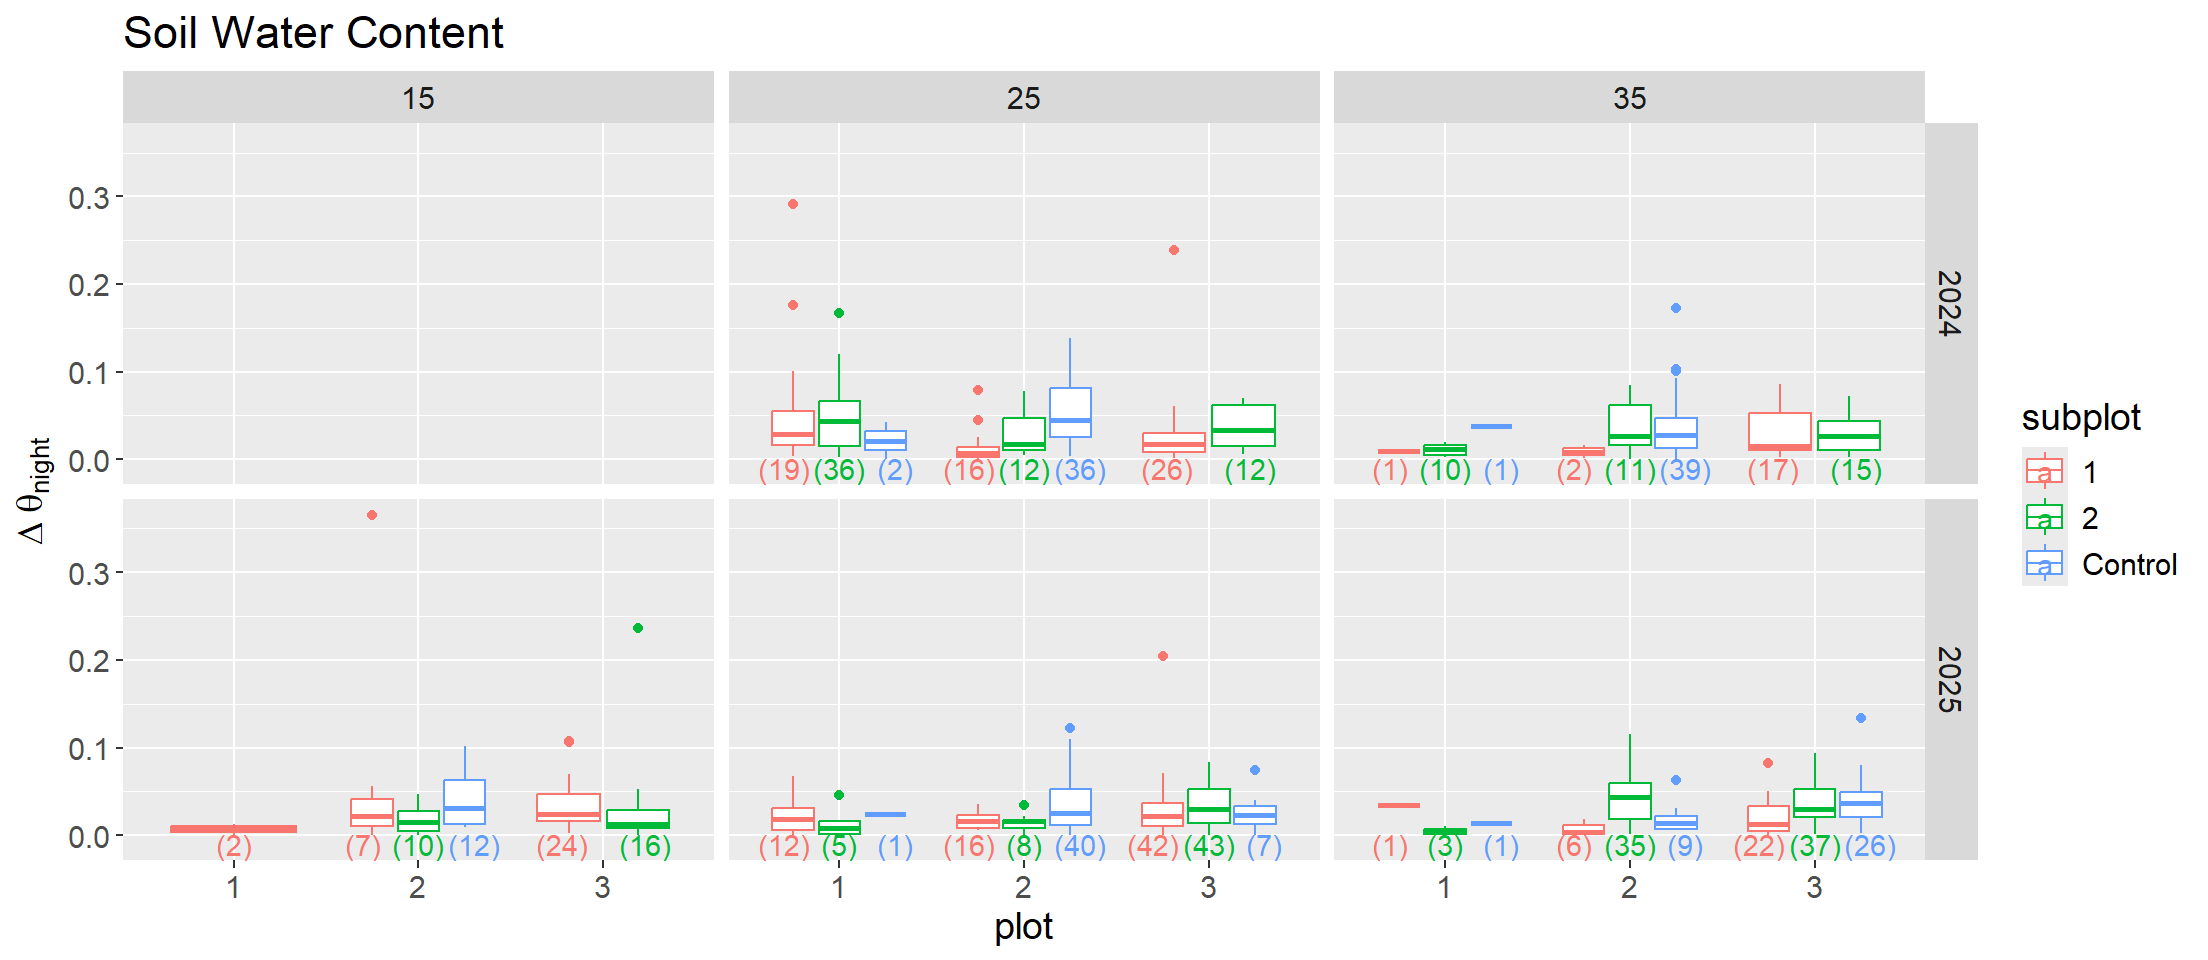 Soil Water Content
15 25 35
0.3
0.2
0.1
0.0
(19) (36) (2) (16) (12) (36) (26) (12) (1) (10) (1) (2) (11) (39) (17) (15)
2024
0.3
0.2
0.1
0.0
(2) (7) (10) (12) (24) (16) (12) (5) (1) (16) (8) (40) (42) (43) (7) (1) (3) (1) (6) (35) (9) (22) (37) (26)
2025
1 2 3 1 2 3 1 2 3
plot
Δ θnight
subplot
a 1
a 2
a Control